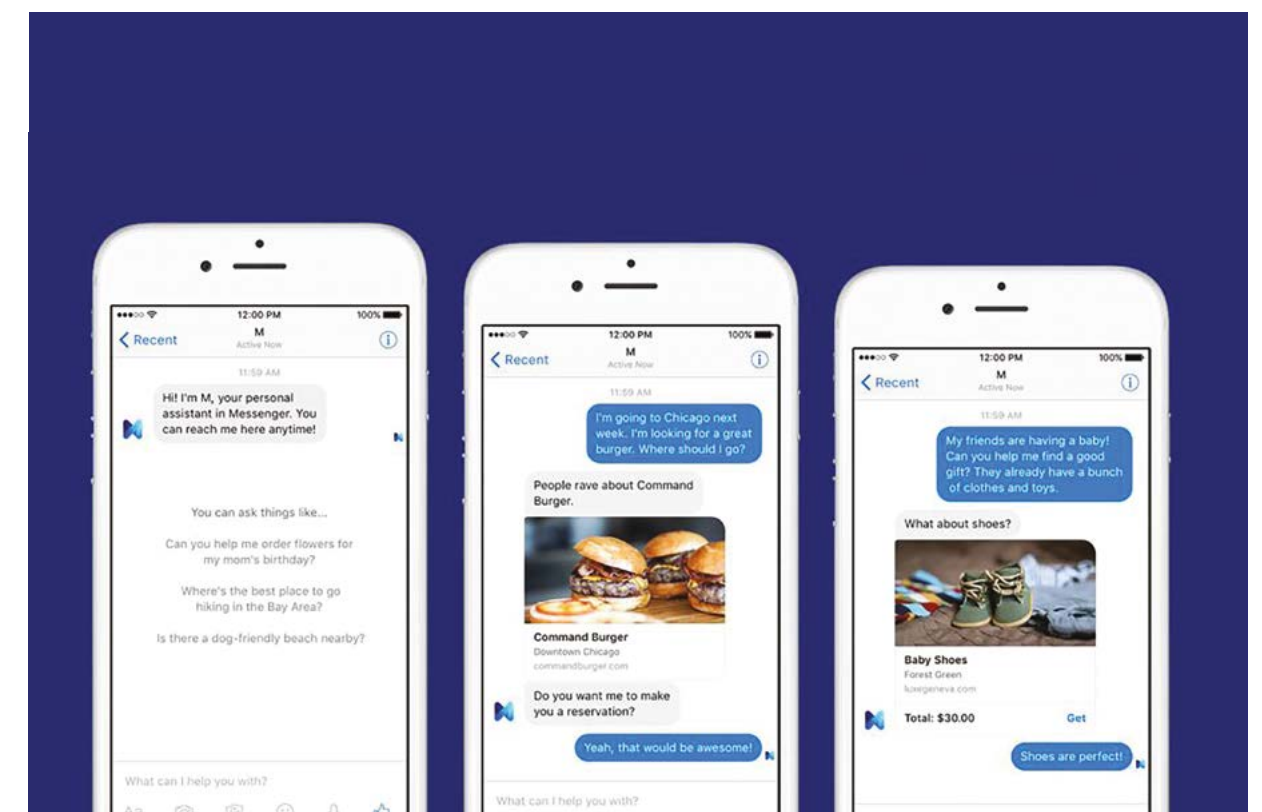 12:00 PM
100%
Recent
M
Active Now
11:59 AM
Hi! I'm M, your personal
assistant in Messenger. You
can reach me here anytime!
You can ask things like...
Can you help me order flowers for
my mom's birthday?
Where's the best place to go
hiking in the Bay Area?
Is there a dog-friendly beach nearby?
What can I help you with?
Aa
12:00 PM
100%
Recent
M
Active Now
11:59 AM
I'm going to Chicago next
week. I'm looking for a great
burger. Where should I go?
People rave about Command
Burger.
Command Burger
Downtown Chicago
commandburger.com
Do you want me to make
you a reservation?
Yeah, that would be awesome!
What can I help you with?
12:00 PM
100%
Recent
M
Active Now
11:59 AM
My friends are having a baby!
Can you help me find a good
gift? They already have a bunch
of clothes and toys.
What about shoes?
Baby Shoes
Forest Green
luxegeneva.com
Total: $30.00
Get
Shoes are perfect!